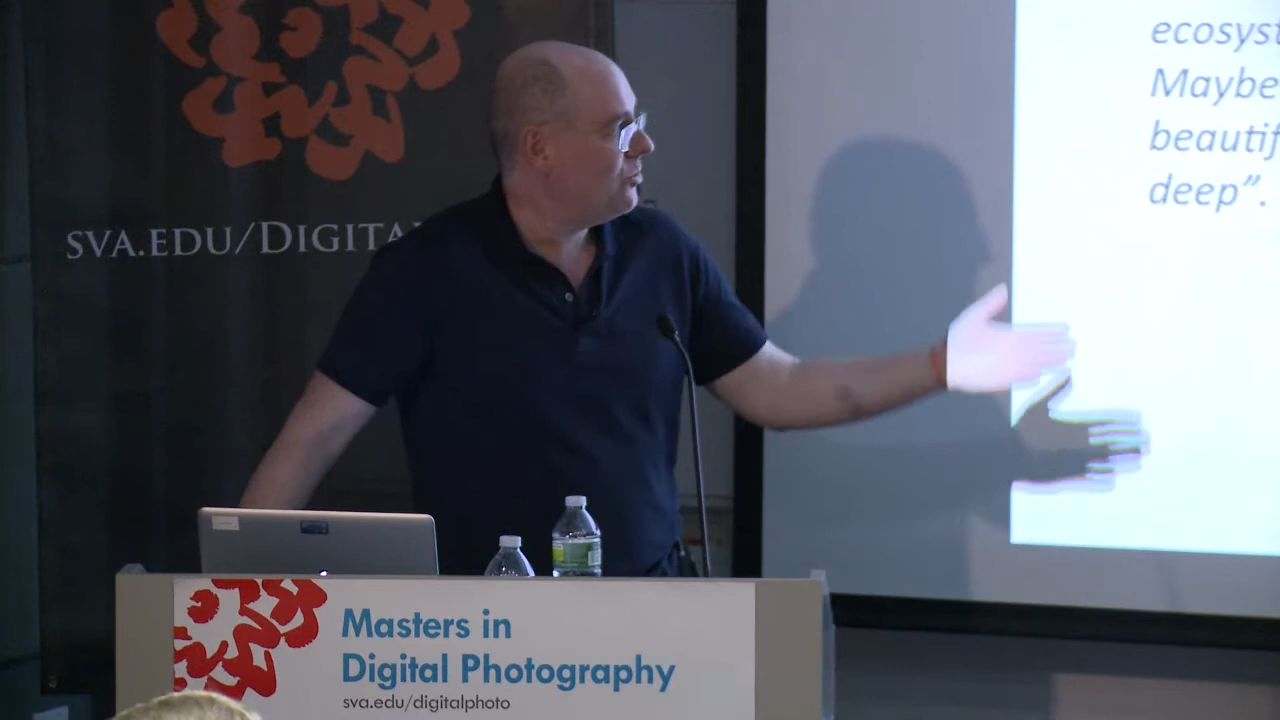 SVA.EDU/DIGITA
ecosyst
Maybe
beautif
deep”.
Masters in
Digital Photography
sva.edu/digitalphoto